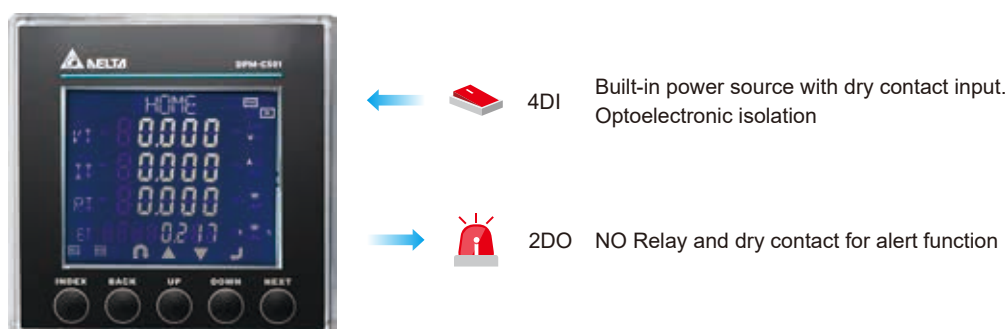 DELTA
DPM-C501
HOME
0.000
0.000
0.000
0.217
INDEX BACK UP DOWN NEXT
4DI
Built-in power source with dry contact input.
Optoelectronic isolation
2DO
NO Relay and dry contact for alert function